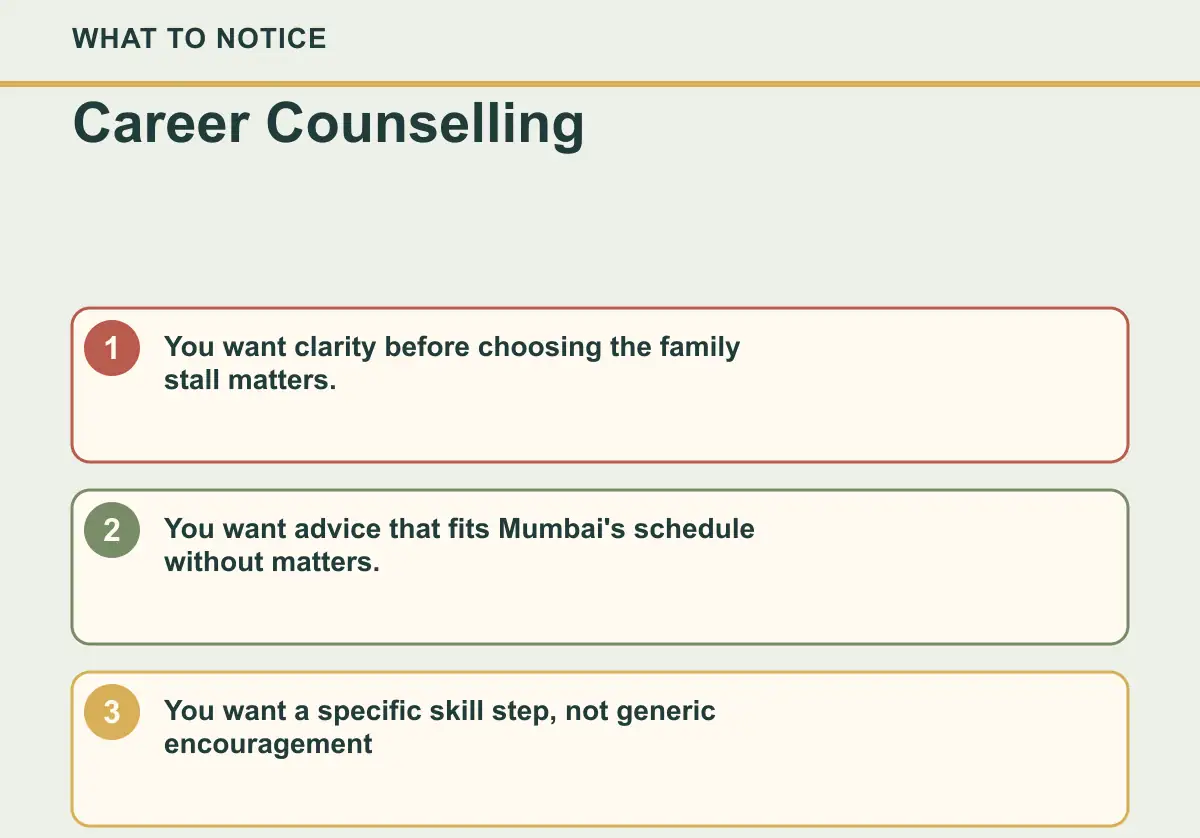 WHAT TO NOTICE
Career Counselling
1
You want clarity before choosing the family
stall matters.
2
You want advice that fits Mumbai's schedule
without matters.
3
You want a specific skill step, not generic
encouragement